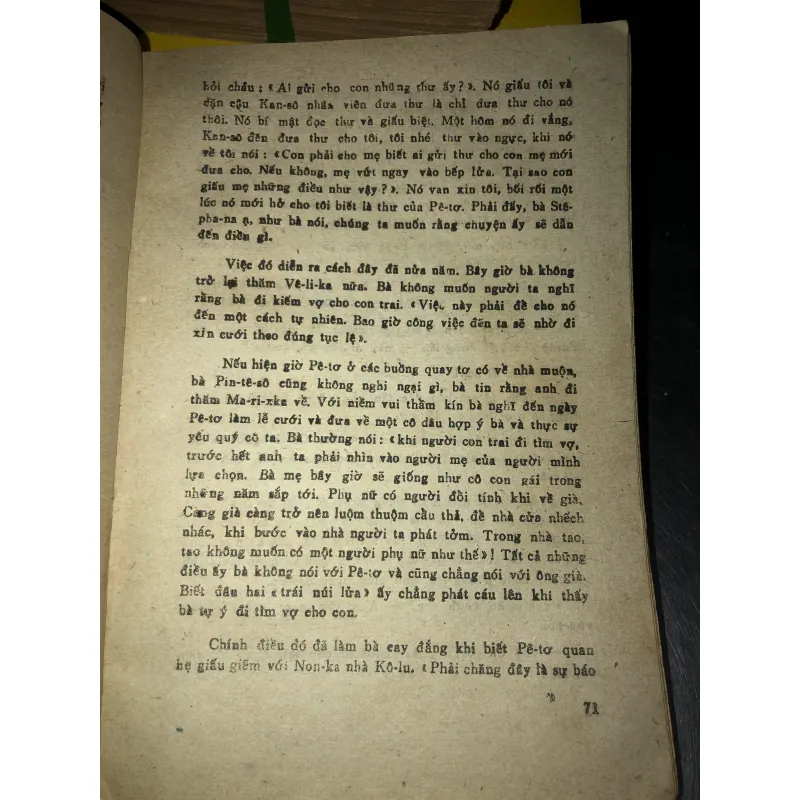 hỏi cháu : «Ai gửi cho con những thư ấy ?». Nó giấu tôi và
dặn cậu Kan-sô nhân viên đưa thư là chỉ đưa thư cho nó
thôi. Nó bí mật đọc thư và giấu biệt. Một hôm nó đi vắng,
Kan-sô đến đưa thư cho tôi, tôi nhé thư vào ngực, khi nó
về tôi nói : «Con phải cho mẹ biết ai gửi thư cho con mẹ mới
đưa cho. Nếu không, mẹ vứt ngay vào bếp lửa. Tại sao con
giấu mẹ những điều như vậy ?». Nó van xin tôi, bối rối một
lúc nó mới hở cho tôi biết là thư của Pê-tơ. Phải đấy, bà Stê-
pha-na ạ, như bà nói, chúng ta muốn rằng chuyện ấy sẽ dẫn
đến điều gì.
Việc đó diễn ra cách đây đã nửa năm. Bây giờ bà không
trở lại thăm Vê-li-ka nữa. Bà không muốn người ta nghĩ
rằng bà đi kiếm vợ cho con trai. «Việc này phải để cho nó
đến một cách tự nhiên. Bao giờ công việc đến ta sẽ nhờ đi
xin cưới theo đúng tục lệ».
Nếu hiện giờ Pê-tơ ở các buồng quay tơ có về nhà muộn,
bà Pin-tê-sô cũng không nghi ngại gì, bà tin rằng anh đi
thăm Ma-ri-xka về. Với niềm vui thầm kín bà nghĩ đến ngày
Pê-tơ làm lễ cưới và đưa về một cô dâu hợp ý bà và thực sự
yêu quý cô ta. Bà thường nói : «khi người con trai đi tìm vợ,
trước hết anh ta phải nhìn vào người mẹ của người mình
lựa chọn. Bà mẹ bây giờ sẽ giống như cô con gái trong
những năm sắp tới. Phụ nữ có người đổi tính khi về già.
Càng già càng trở nên luộm thuộm cẩu thả, để nhà cửa nhếch
nhác, khi bước vào nhà người ta phát tởm. Trong nhà tao,
tao không muốn có một người phụ nữ như thế» ! Tất cả những
điều ấy bà không nói với Pê-tơ và cũng chẳng nói với ông già.
Biết đâu hai «trái núi lửa» ấy chẳng phát cáu lên khi thấy
bà tự ý đi tìm vợ cho con.
Chính điều đó đã làm bà cay đắng khi biết Pê-tơ quan
hệ giấu giếm với Non-ka nhà Kô-lu. «Phải chăng đây là sự báo
71